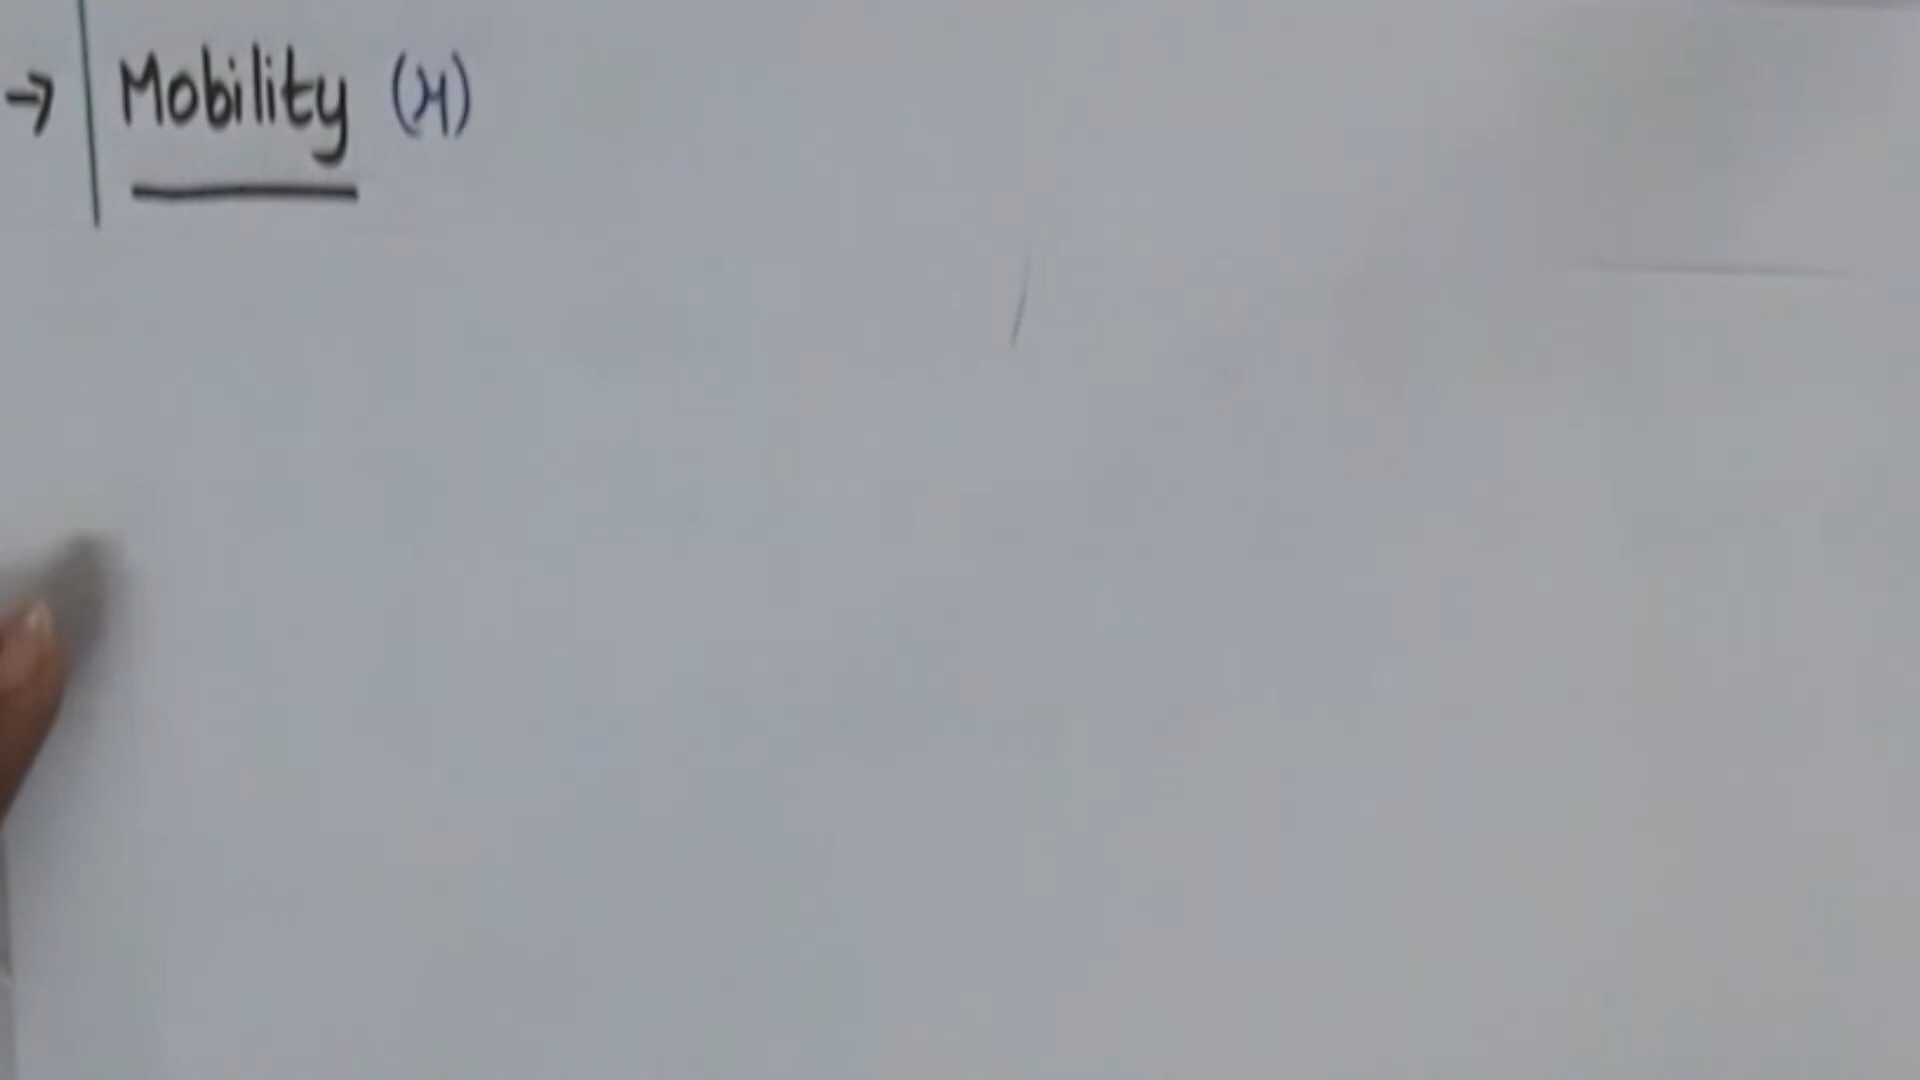 → Mobility (μ)